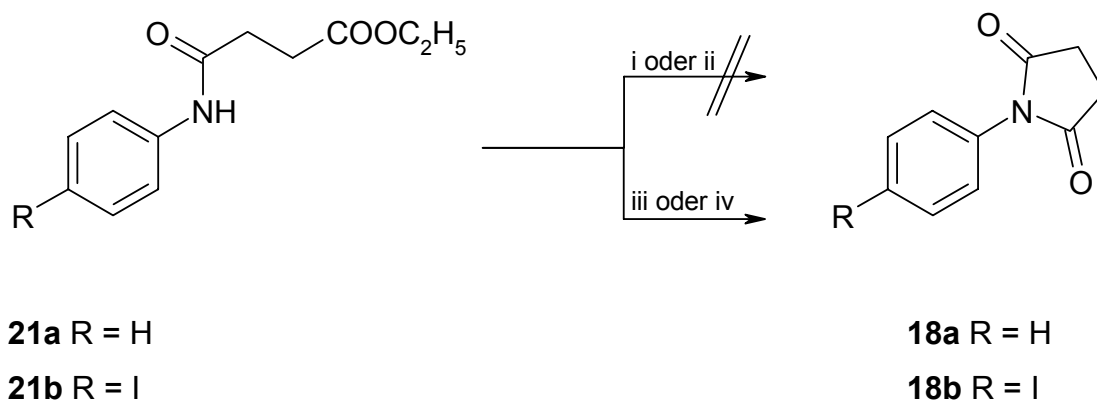 O
COOC2H5
NH
R
i oder ii
iii oder iv
O
N
O
R
21a R = H
21b R = I
18a R = H
18b R = I